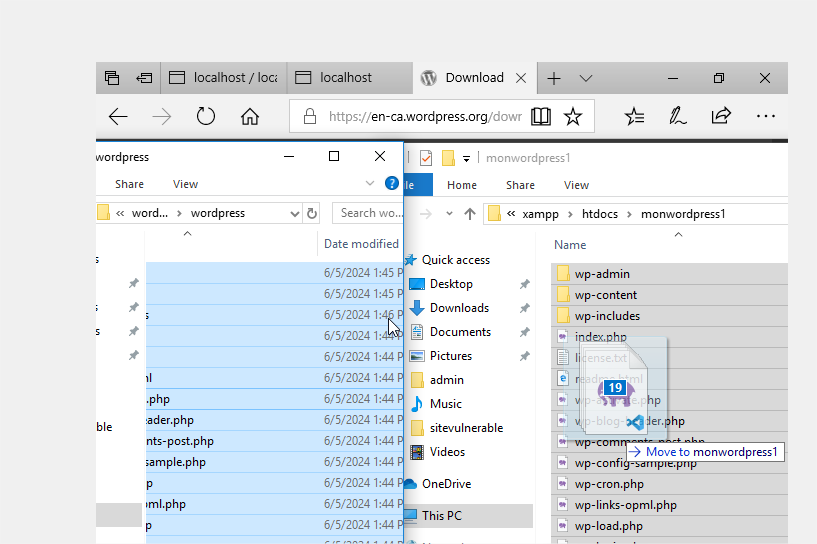 localhost / loca
localhost
Download
https://en-ca.wordpress.org/dowr
wordpress
Share
View
word...
wordpress
Search wo...
Date modified
6/5/2024 1:45 P
6/5/2024 1:45 P
s
6/5/2024 1:46 P
6/5/2024 1:44 P
6/5/2024 1:44 P
ml
6/5/2024 1:44 P
.php
6/5/2024 1:44 P
eader.php
6/5/2024 1:44 P
ents-post.php
6/5/2024 1:44 P
sample.php
6/5/2024 1:44 P
p
6/5/2024 1:44 P
pml.php
6/5/2024 1:44 P
p
6/5/2024 1:44 P
s
s
s
ble
monwordpress1
le
Home
Share
View
xampp
htdocs
monwordpress1
Name
Quick access
Desktop
Downloads
Documents
Pictures
admin
Music
sitevulnerable
Videos
OneDrive
This PC
wp-admin
wp-content
wp-includes
index.php
license.txt
readme.html
wp-activate.php
wp-blog-header.php
wp-comments-post.php
wp-config-sample.php
wp-cron.php
wp-links-opml.php
wp-load.php
19
Move to monwordpress1